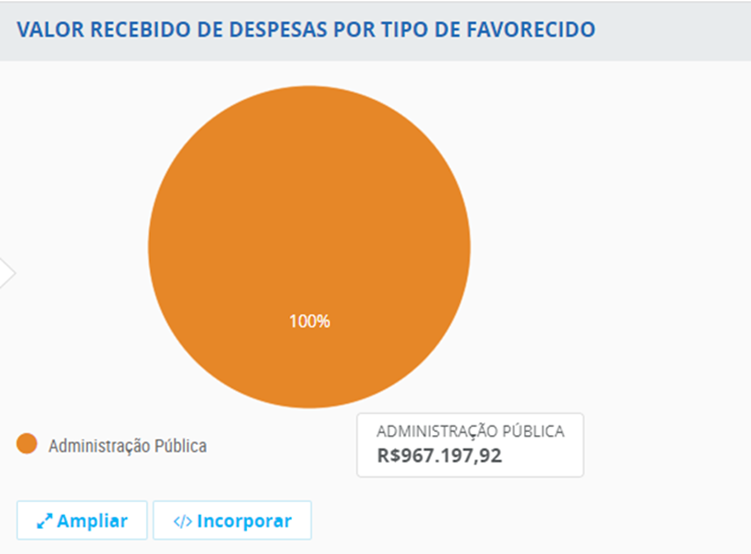 VALOR RECEBIDO DE DESPESAS POR TIPO DE FAVORECIDO
100%
Administração Pública
ADMINISTRAÇÃO PÚBLICA
R$967.197,92
Ampliar
</> Incorporar